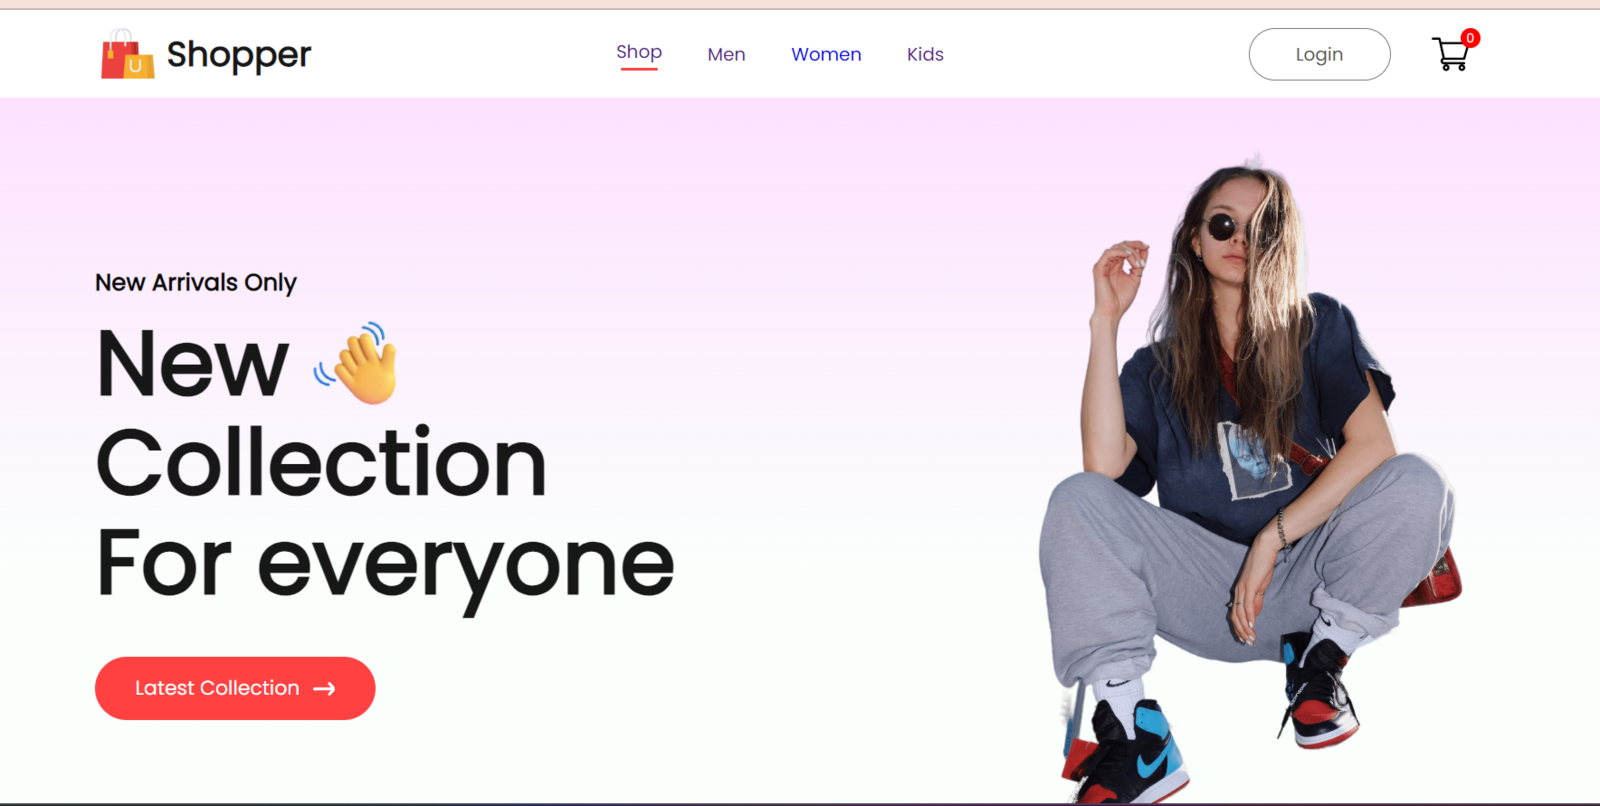 Shopper
Shop Men Women Kids
Login
0
New Arrivals Only
New
Collection
For everyone
Latest Collection